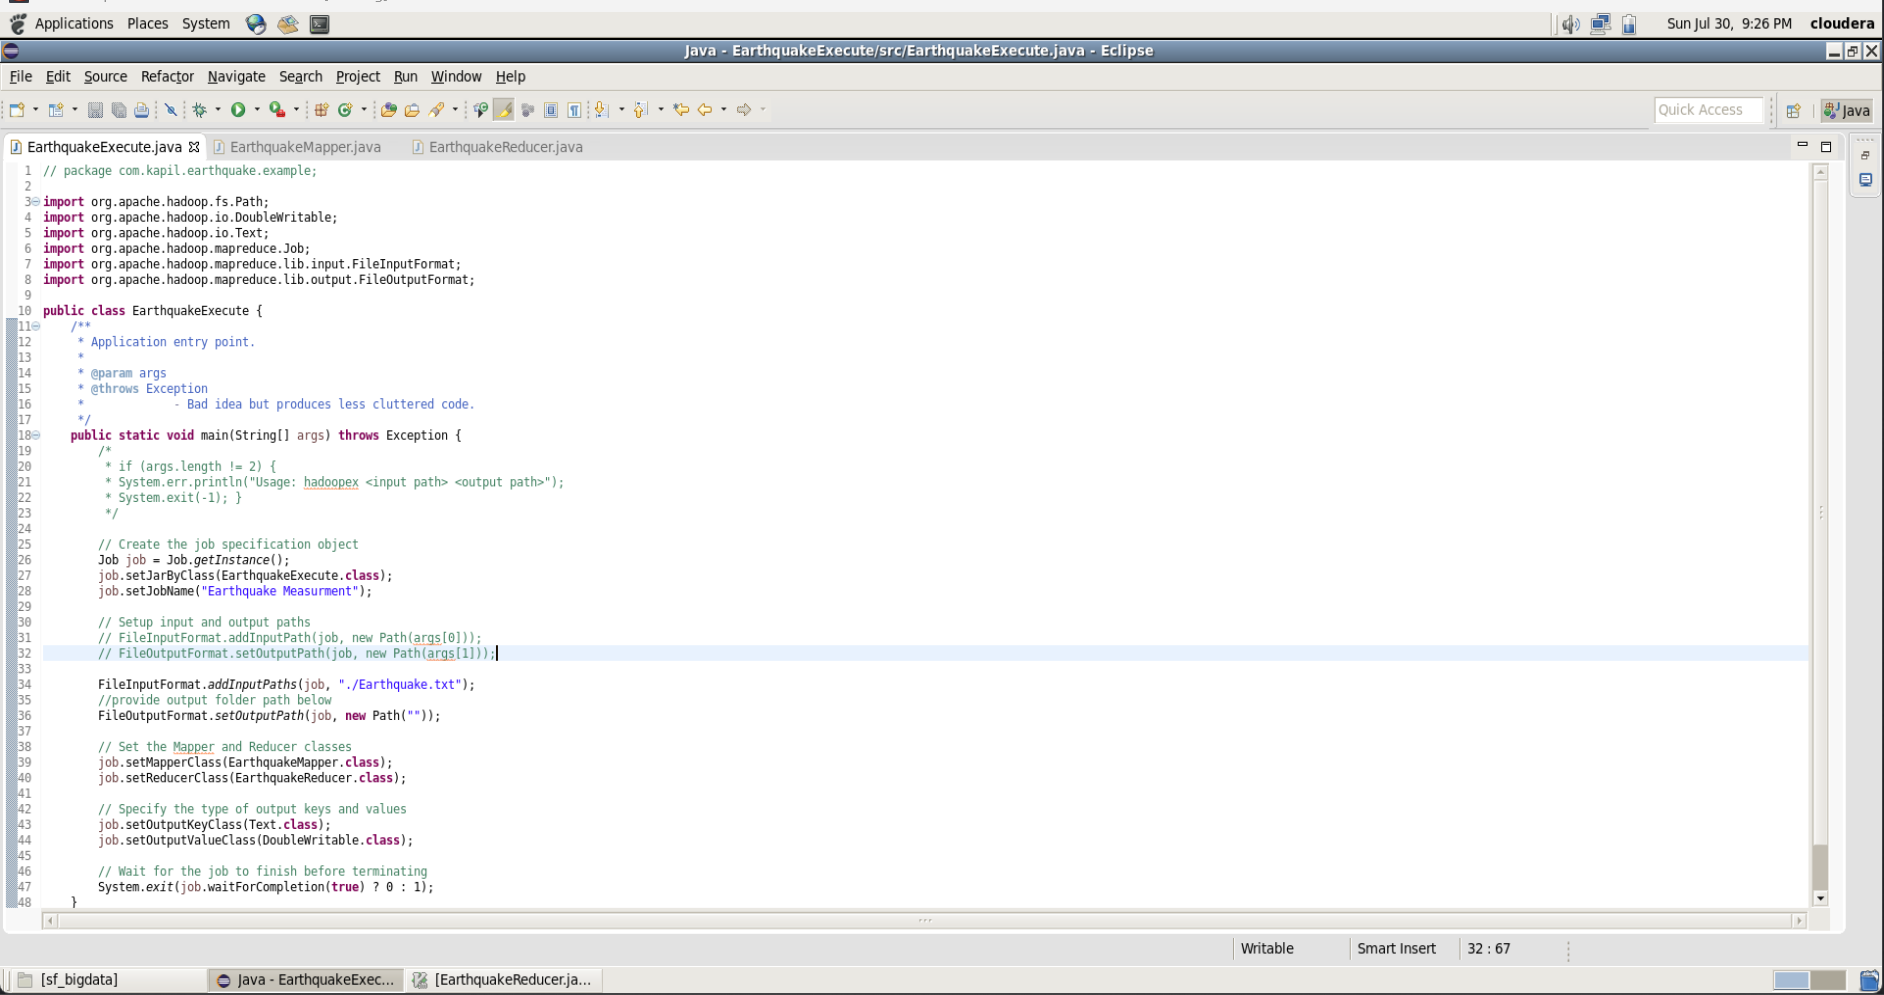 Applications Places System Sun Jul 30, 9:26 PM cloudera
Java - EarthquakeExecute/src/EarthquakeExecute.java - Eclipse
File Edit Source Refactor Navigate Search Project Run Window Help
Quick Access Java
EarthquakeExecute.java EarthquakeMapper.java EarthquakeReducer.java
1 // package com.kapil.earthquake.example;
2
3 import org.apache.hadoop.fs.Path;
4 import org.apache.hadoop.io.DoubleWritable;
5 import org.apache.hadoop.io.Text;
6 import org.apache.hadoop.mapreduce.Job;
7 import org.apache.hadoop.mapreduce.lib.input.FileInputFormat;
8 import org.apache.hadoop.mapreduce.lib.output.FileOutputFormat;
9
10 public class EarthquakeExecute {
11 /**
12 * Application entry point.
13 *
14 * @param args
15 * @throws Exception
16 * - Bad idea but produces less cluttered code.
17 */
18 public static void main(String[] args) throws Exception {
19 /*
20 * if (args.length != 2) {
21 * System.err.println("Usage: hadoopex <input path> <output path>");
22 * System.exit(-1); }
23 */
24
25 // Create the job specification object
26 Job job = Job.getInstance();
27 job.setJarByClass(EarthquakeExecute.class);
28 job.setJobName("Earthquake Measurment");
29
30 // Setup input and output paths
31 // FileInputFormat.addInputPath(job, new Path(args[0]));
32 // FileOutputFormat.setOutputPath(job, new Path(args[1]));
33
34 FileInputFormat.addInputPaths(job, "./Earthquake.txt");
35 //provide output folder path below
36 FileOutputFormat.setOutputPath(job, new Path(""));
37
38 // Set the Mapper and Reducer classes
39 job.setMapperClass(EarthquakeMapper.class);
40 job.setReducerClass(EarthquakeReducer.class);
41
42 // Specify the type of output keys and values
43 job.setOutputKeyClass(Text.class);
44 job.setOutputValueClass(DoubleWritable.class);
45
46 // Wait for the job to finish before terminating
47 System.exit(job.waitForCompletion(true) ? 0 : 1);
48 }
Writable Smart Insert 32 : 67
[sf_bigdata] Java - EarthquakeExec... [EarthquakeReducer.ja...